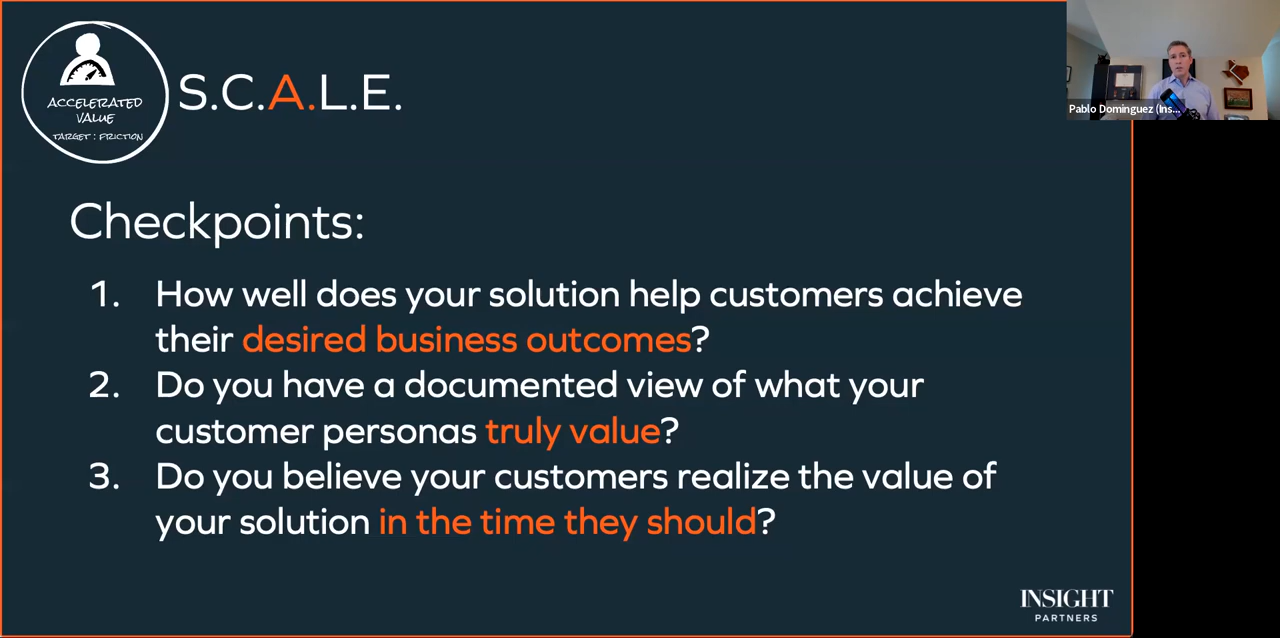 ACCELERATED
VALUE
TARGET : FRICTION
S.C.A.L.E.
Pablo Dominguez (Ins...
Checkpoints:
1. How well does your solution help customers achieve
their desired business outcomes?
2. Do you have a documented view of what your
customer personas truly value?
3. Do you believe your customers realize the value of
your solution in the time they should?
INSIGHT
PARTNERS